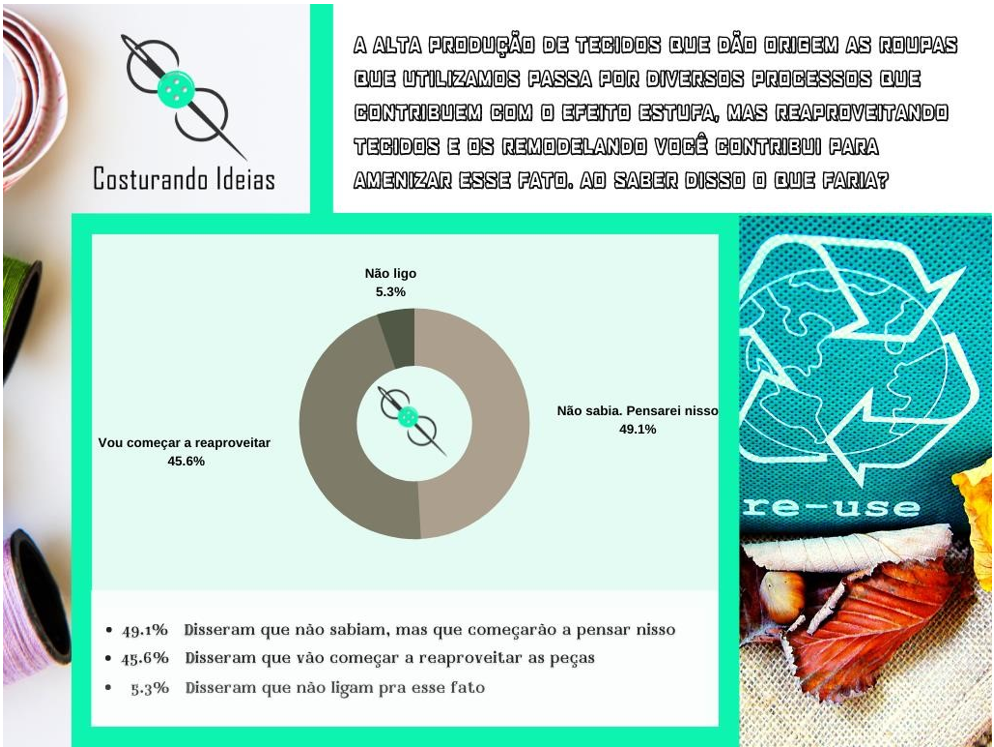 Costurando Ideias
A ALTA PRODUÇÃO DE TECIDOS QUE DÃO ORIGEM AS ROUPAS
QUE UTILIZAMOS PASSA POR DIVERSOS PROCESSOS QUE
CONTRIBUEM COM O EFEITO ESTUFA, MAS REAPROVEITANDO
TECIDOS E OS REMODELANDO VOCÊ CONTRIBUI PARA
AMENIZAR ESSE FATO. AO SABER DISSO O QUE FARIA?
Não ligo
5.3%
Não sabia. Pensarei nisso
49.1%
Vou começar a reaproveitar
45.6%
re-use
• 49.1% Disseram que não sabiam, mas que começarão a pensar nisso
• 45.6% Disseram que vão começar a reaproveitar as peças
• 5.3% Disseram que não ligam pra esse fato